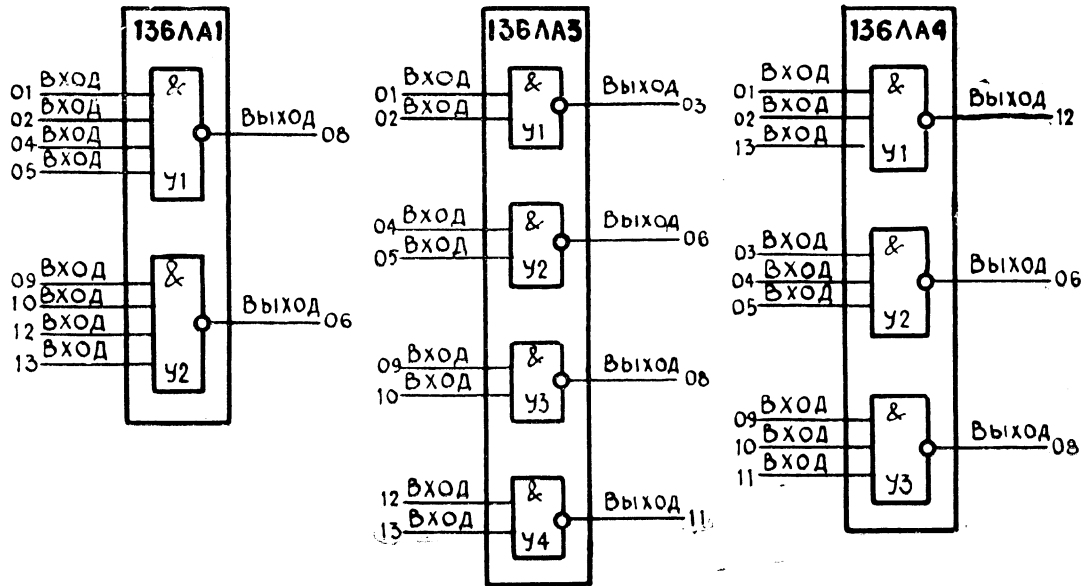 136ЛА1
01 ВХОД
02 ВХОД
04 ВХОД
05 ВХОД
&
У1
ВЫХОД 08
09 ВХОД
10 ВХОД
12 ВХОД
13 ВХОД
&
У2
ВЫХОД 06
136ЛА3
01 ВХОД
02 ВХОД
&
У1
ВЫХОД 03
04 ВХОД
05 ВХОД
&
У2
ВЫХОД 06
09 ВХОД
10 ВХОД
&
У3
ВЫХОД 08
12 ВХОД
13 ВХОД
&
У4
ВЫХОД 11
136ЛА4
01 ВХОД
02 ВХОД
13 ВХОД
&
У1
ВЫХОД 12
03 ВХОД
04 ВХОД
05 ВХОД
&
У2
ВЫХОД 06
09 ВХОД
10 ВХОД
11 ВХОД
&
У3
ВЫХОД 08